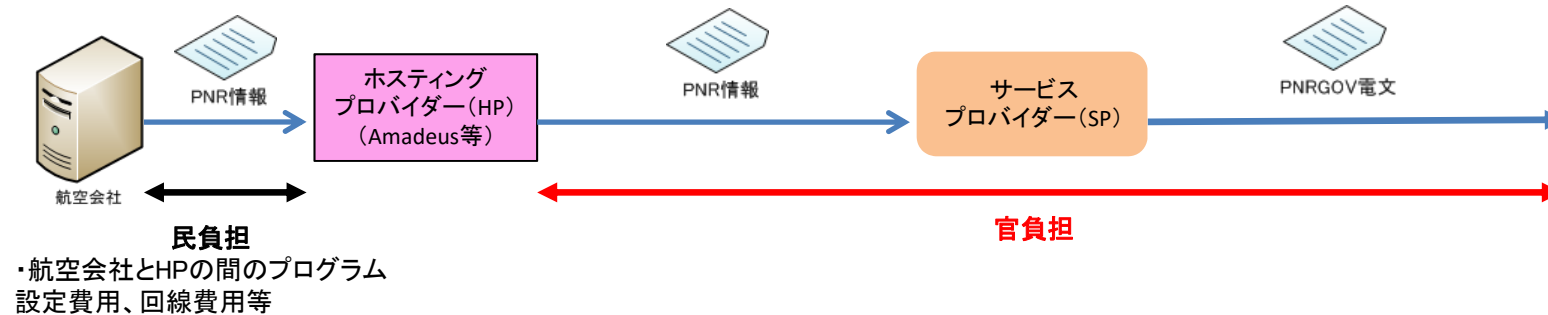 PNR情報
ホスティング
プロバイダー(HP)
(Amadeus等)
PNR情報
サービス
プロバイダー(SP)
PNRGOV電文
航空会社
民負担
官負担
・航空会社とHPの間のプログラム
設定費用、回線費用等